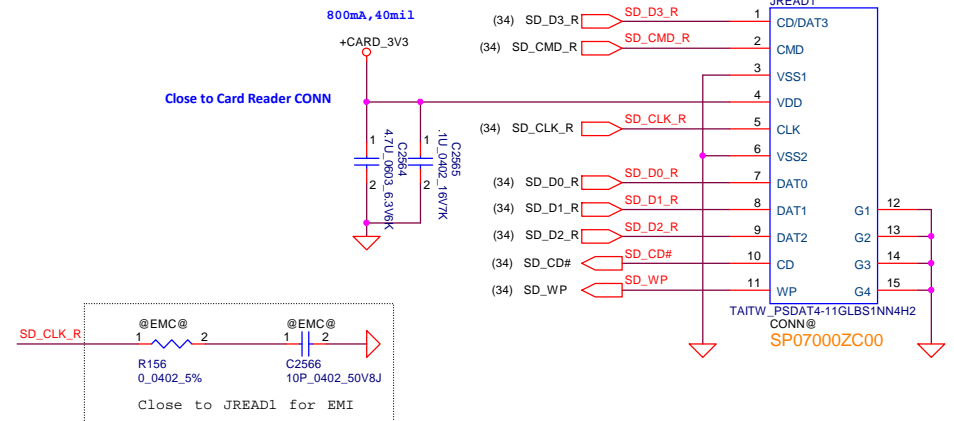 800mA,40mil
+CARD_3V3
Close to Card Reader CONN
1
2
C2564
4.7U_0603_6.3V6K
1
2
C2565
.1U_0402_16V7K
JREAD1
(34) SD_D3_R SD_D3_R 1 CD/DAT3
(34) SD_CMD_R SD_CMD_R 2 CMD
3 VSS1
4 VDD
(34) SD_CLK_R SD_CLK_R 5 CLK
6 VSS2
(34) SD_D0_R SD_D0_R 7 DAT0
(34) SD_D1_R SD_D1_R 8 DAT1 G1 12
(34) SD_D2_R SD_D2_R 9 DAT2 G2 13
(34) SD_CD# SD_CD# 10 CD G3 14
(34) SD_WP SD_WP 11 WP G4 15
TAITW_PSDAT4-11GLBS1NN4H2
CONN@
SP07000ZC00
SD_CLK_R
@EMC@
1 2
R156
0_0402_5%
@EMC@
1 2
C2566
10P_0402_50V8J
Close to JREAD1 for EMI